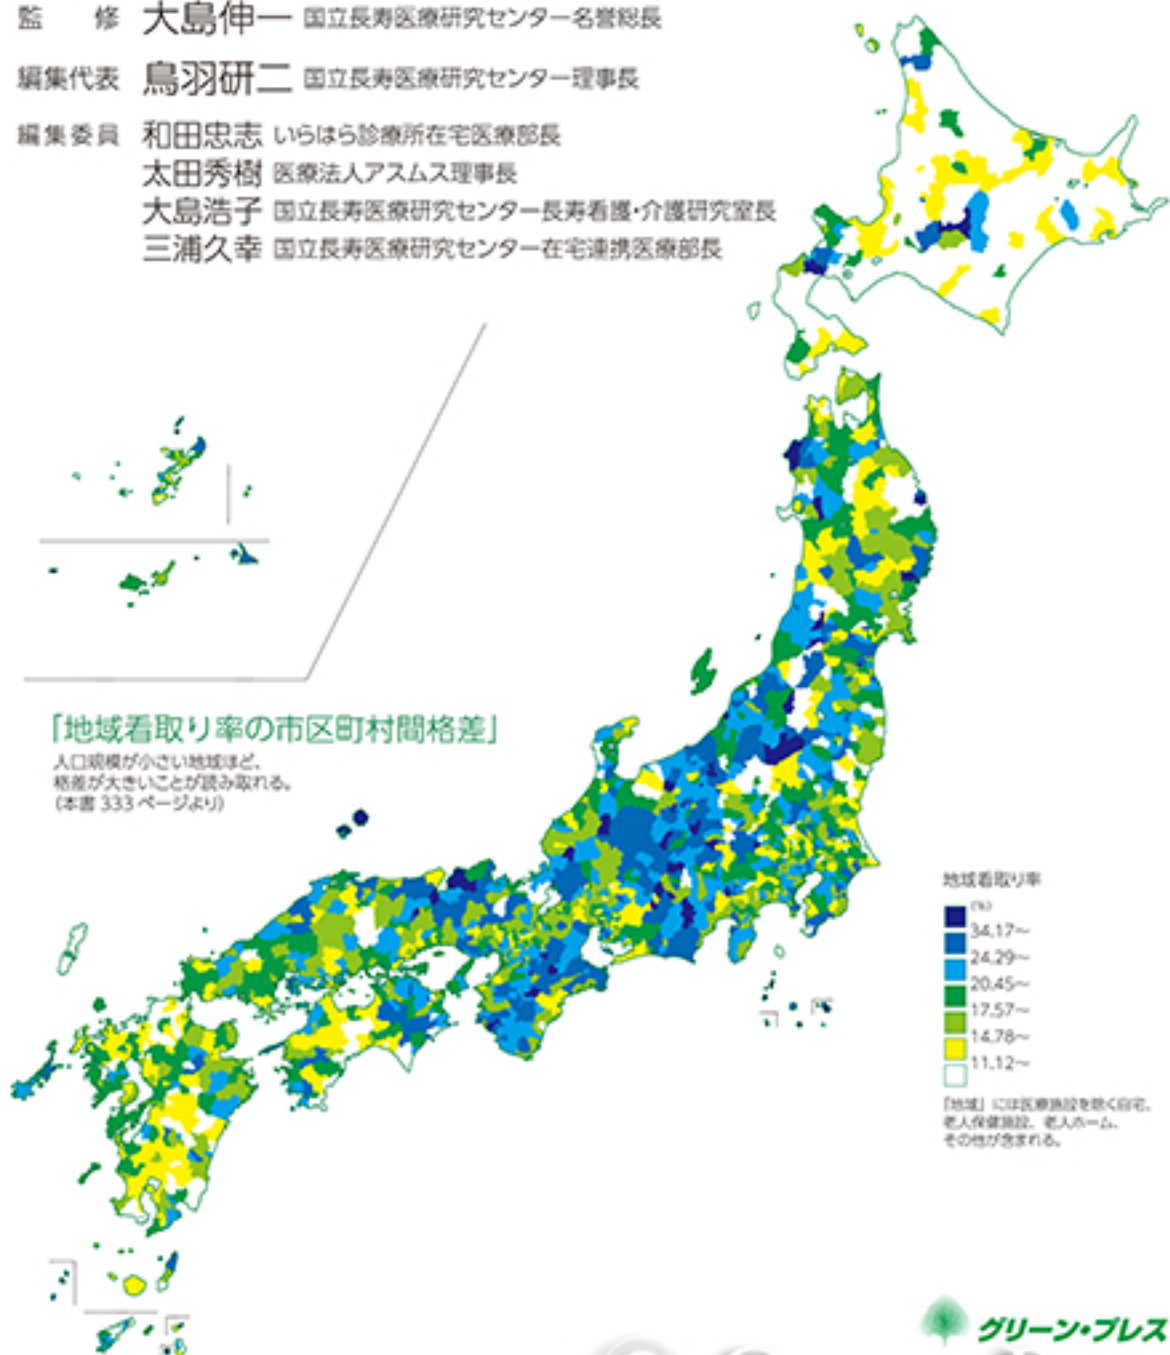 監　修 大島伸一 国立長寿医療研究センター名誉総長
編集代表 鳥羽研二 国立長寿医療研究センター理事長
編集委員 和田忠志 いらはら診療所在宅医療部長
太田秀樹 医療法人アスムス理事長
大島浩子 国立長寿医療研究センター長寿看護・介護研究室長
三浦久幸 国立長寿医療研究センター在宅連携医療部長
「地域看取り率の市区町村間格差」
人口規模が小さい地域ほど、
格差が大きいことが読み取れる。
（本書 333 ページより）
地域看取り率
(%)
34.17～
24.29～
20.45～
17.57～
14.78～
11.12～
「地域」には医療施設を除く自宅、
老人保健施設、老人ホーム、
その他が含まれる。
グリーン・プレス